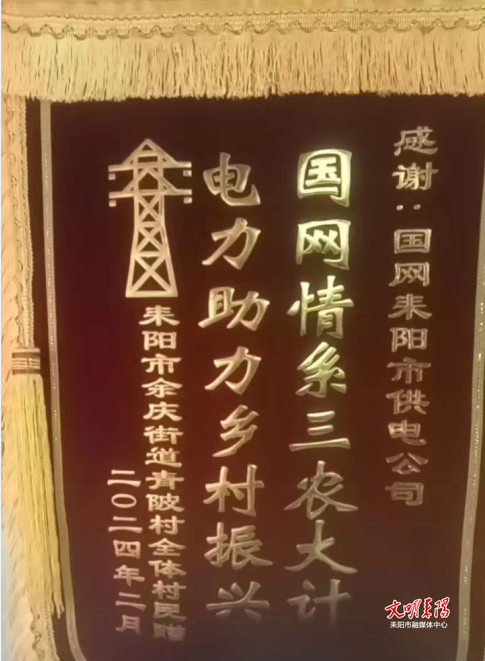 感谢：国网耒阳市供电公司
国网情系三农大计
电力助力乡村振兴
耒阳市余庆街道青陂村全体村民赠
二〇二四年二月
文明耒阳
耒阳市融媒体中心